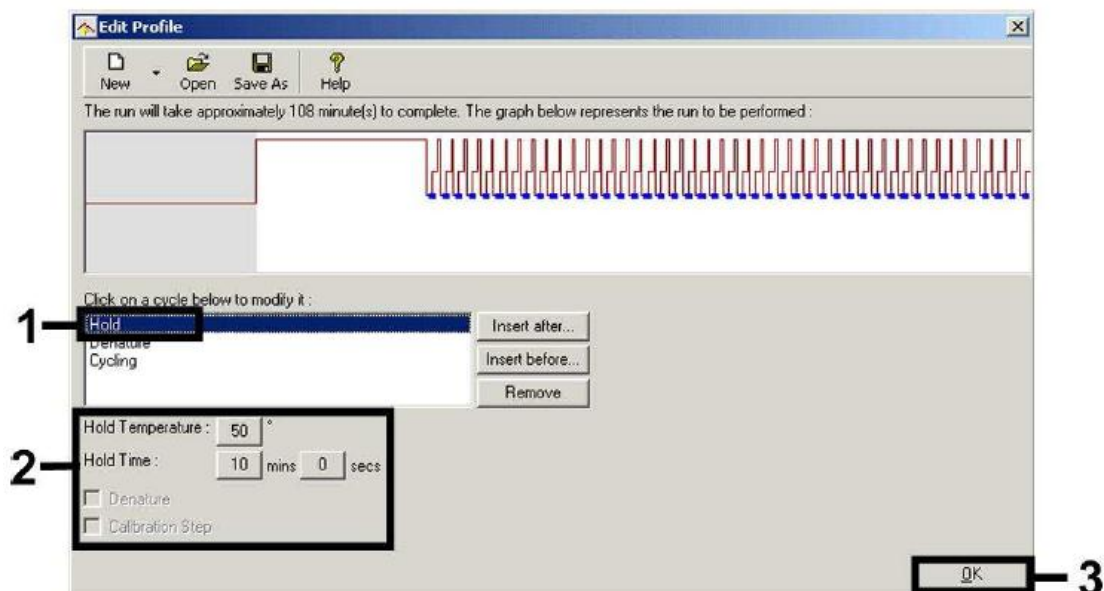 Edit Profile
New Open Save As Help
The run will take approximately 108 minute(s) to complete. The graph below represents the run to be performed :
Click on a cycle below to modify it :
1
Hold
Insert after...
Denature
Cycling
Insert before...
Remove
Hold Temperature : 50 °
2
Hold Time : 10 mins 0 secs
Denature
Calibration Step
OK
3